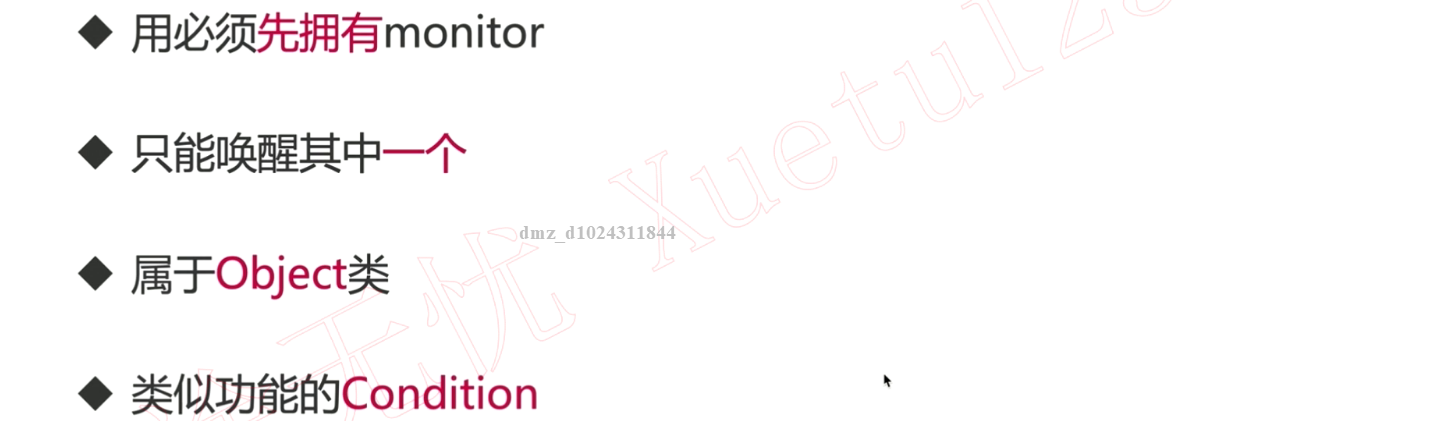 ◆ 用必须先拥有monitor
◆ 只能唤醒其中一个
dmz_d1024311844
◆ 属于Object类
◆ 类似功能的Condition
无忧 Xuetu